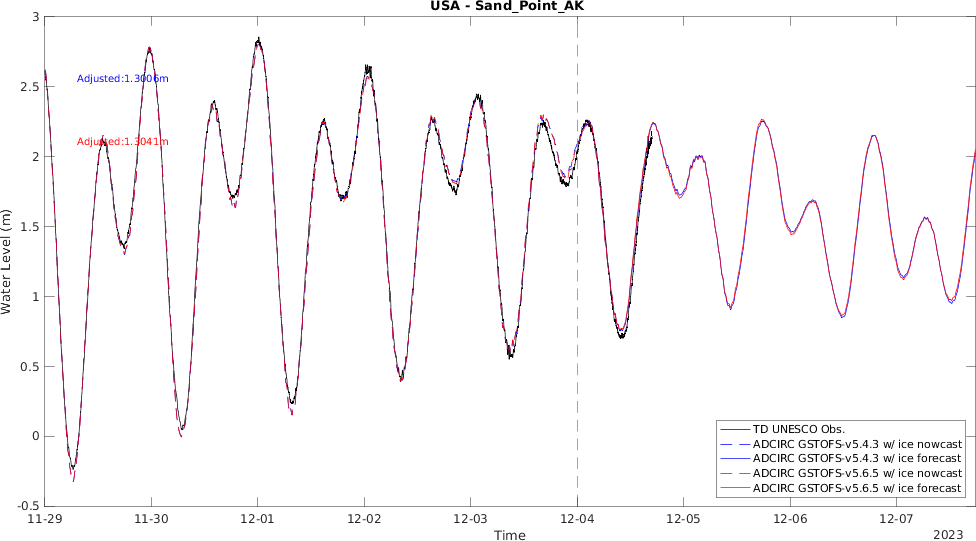 USA - Sand_Point_AK
3
2.5
2
1.5
1
0.5
0
-0.5
Water Level (m)
Adjusted:1.3006m
Adjusted:1.3041m
TD UNESCO Obs.
ADCIRC GSTOFS-v5.4.3 w/ ice nowcast
ADCIRC GSTOFS-v5.4.3 w/ ice forecast
ADCIRC GSTOFS-v5.6.5 w/ ice nowcast
ADCIRC GSTOFS-v5.6.5 w/ ice forecast
11-29 11-30 12-01 12-02 12-03 12-04 12-05 12-06 12-07
Time
2023